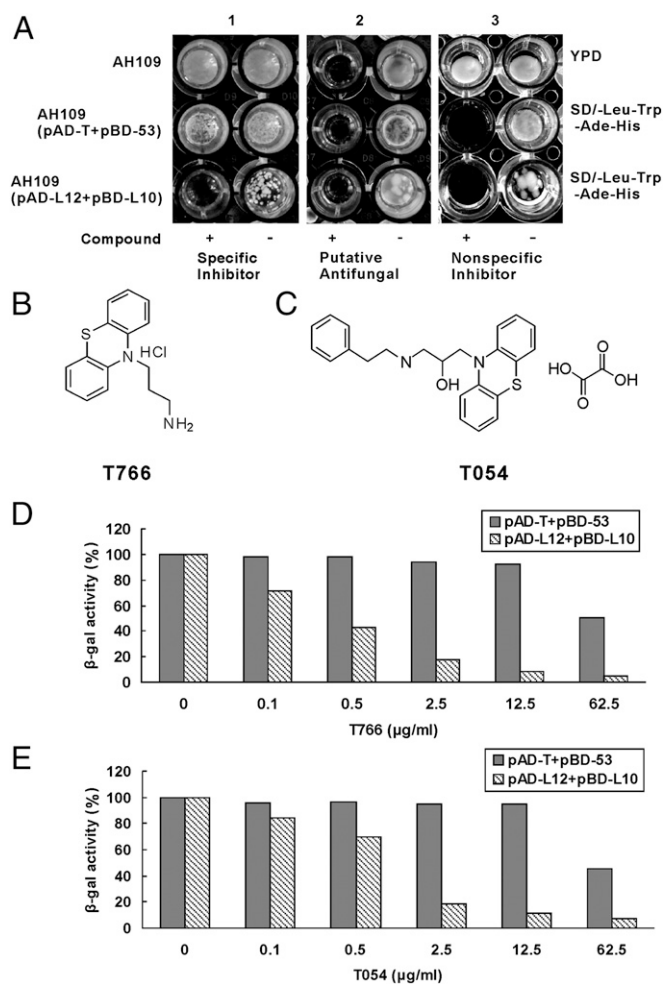 A
1 2 3
AH109
YPD
AH109
(pAD-T+pBD-53)
SD/-Leu-Trp
-Ade-His
AH109
(pAD-L12+pBD-L10)
SD/-Leu-Trp
-Ade-His
Compound + - + - + -
Specific
Inhibitor
Putative
Antifungal
Nonspecific
Inhibitor
B
S
N
HCl
NH2
T766
C
N
OH
N
S
HO
O
O
OH
T054
D
pAD-T+pBD-53
pAD-L12+pBD-L10
β-gal activity (%)
120
100
80
60
40
20
0
0 0.1 0.5 2.5 12.5 62.5
T766 (µg/ml)
E
pAD-T+pBD-53
pAD-L12+pBD-L10
β-gal activity (%)
120
100
80
60
40
20
0
0 0.1 0.5 2.5 12.5 62.5
T054 (µg/ml)